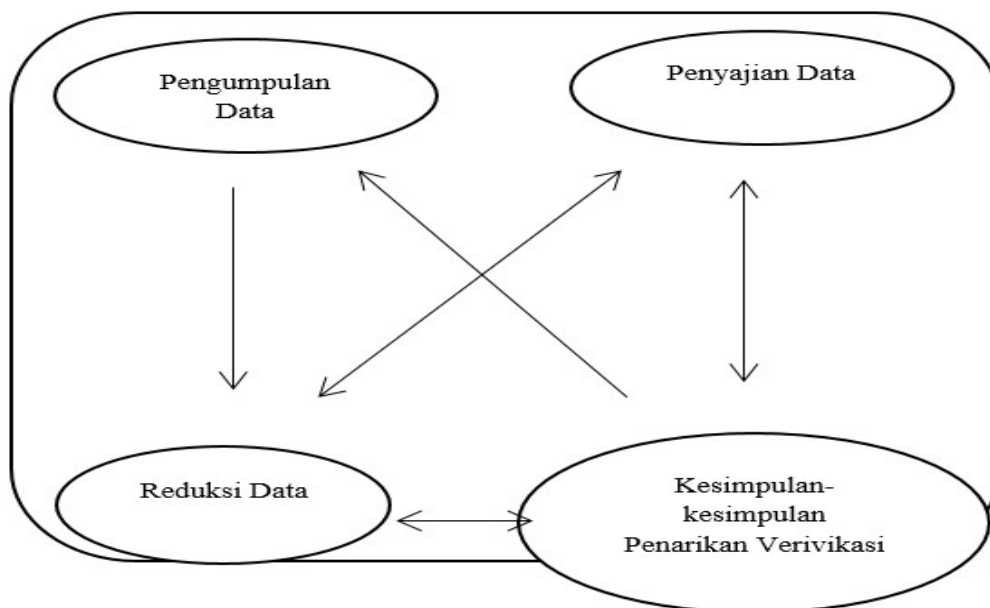 Pengumpulan
Data
Penyajian Data
Reduksi Data
Kesimpulan-
kesimpulan
Penarikan Verivikasi